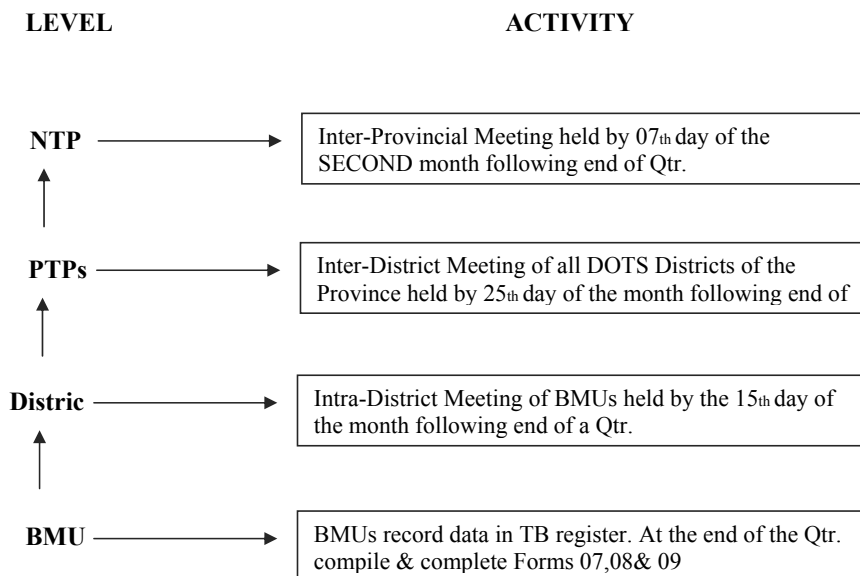 LEVEL ACTIVITY
NTP
Inter-Provincial Meeting held by 07th day of the
SECOND month following end of Qtr.
PTPs
Inter-District Meeting of all DOTS Districts of the
Province held by 25th day of the month following end of
Distric
Intra-District Meeting of BMUs held by the 15th day of
the month following end of a Qtr.
BMU
BMUs record data in TB register. At the end of the Qtr.
compile & complete Forms 07,08& 09